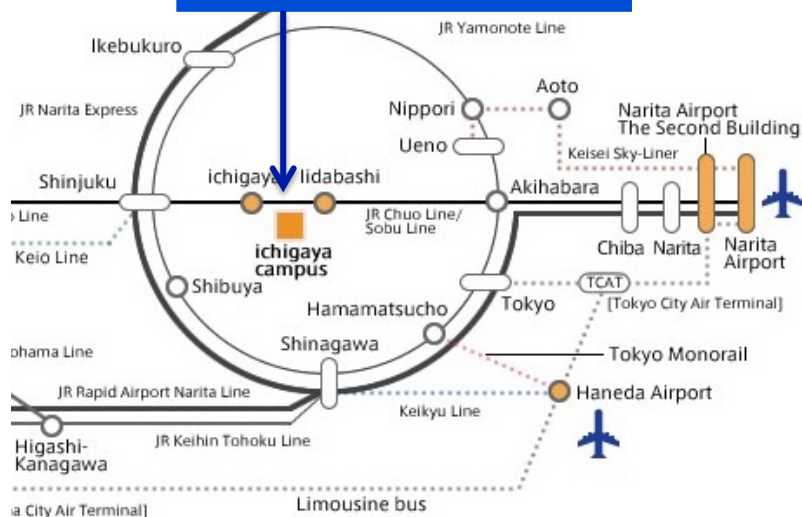 JR Yamonote Line
Ikebukuro
Aoto
JR Narita Express
Nippori
Narita Airport
The Second Building
Ueno
Keisei Sky-Liner
Shinjuku
ichigaya
Iidabashi
Akihabara
Line
JR Chuo Line/
Sobu Line
Keio Line
ichigaya
campus
Chiba
Narita
Narita
Airport
Shibuya
TCAT
Tokyo
[Tokyo City Air Terminal]
Hamamatsucho
Shinagawa
Line
Tokyo Monorail
JR Rapid Airport Narita Line
Haneda Airport
Keikyu Line
JR Keihin Tohoku Line
Higashi-
Kanagawa
Limousine bus
City Air Terminal]